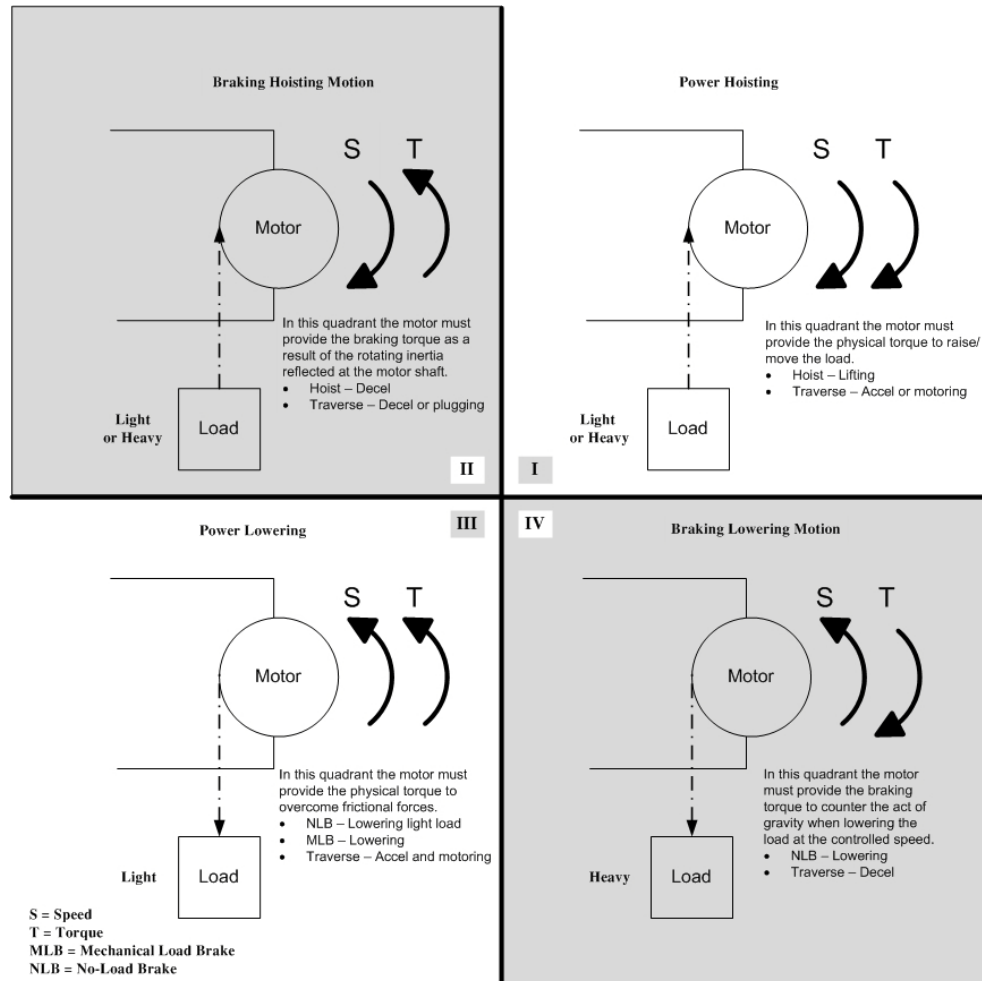 Braking Hoisting Motion
S T
Motor
In this quadrant the motor must
provide the braking torque as a
result of the rotating inertia
reflected at the motor shaft.
• Hoist – Decel
• Traverse – Decel or plugging
Light
or Heavy
Load
II
Power Hoisting
S T
Motor
In this quadrant the motor must
provide the physical torque to raise/
move the load.
• Hoist – Lifting
• Traverse – Accel or motoring
Light
or Heavy
Load
I
Power Lowering
III
S T
Motor
In this quadrant the motor must
provide the physical torque to
overcome frictional forces.
• NLB – Lowering light load
• MLB – Lowering
• Traverse – Accel and motoring
Light
Load
S = Speed
T = Torque
MLB = Mechanical Load Brake
NLB = No-Load Brake
IV
Braking Lowering Motion
S T
Motor
In this quadrant the motor
must provide the braking
torque to counter the act of
gravity when lowering the
load at the controlled speed.
• NLB – Lowering
• Traverse – Decel
Heavy
Load